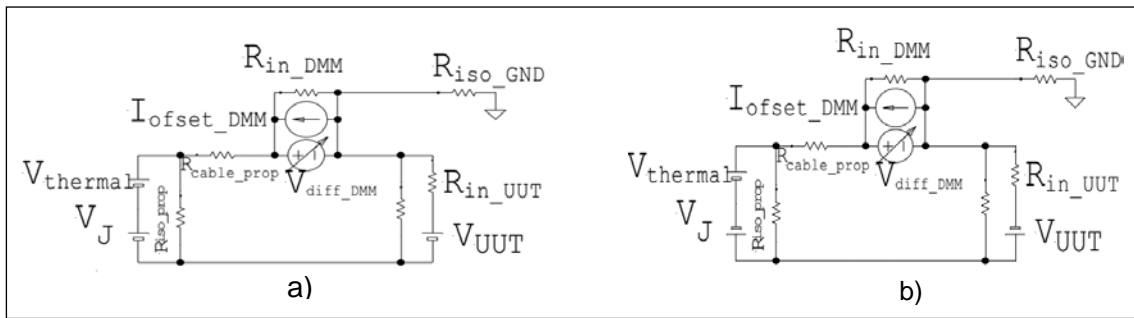 R_in_DMM
R_iso_GND
I_ofset_DMM
R_cable_prop
V_thermal
V_diff_DMM
R_in_UUT
V_J
R_iso_prop
V_UUT
a)
R_in_DMM
R_iso_GND
I_ofset_DMM
R_cable_prop
V_thermal
V_diff_DMM
R_in_UUT
V_J
R_iso_prop
V_UUT
b)